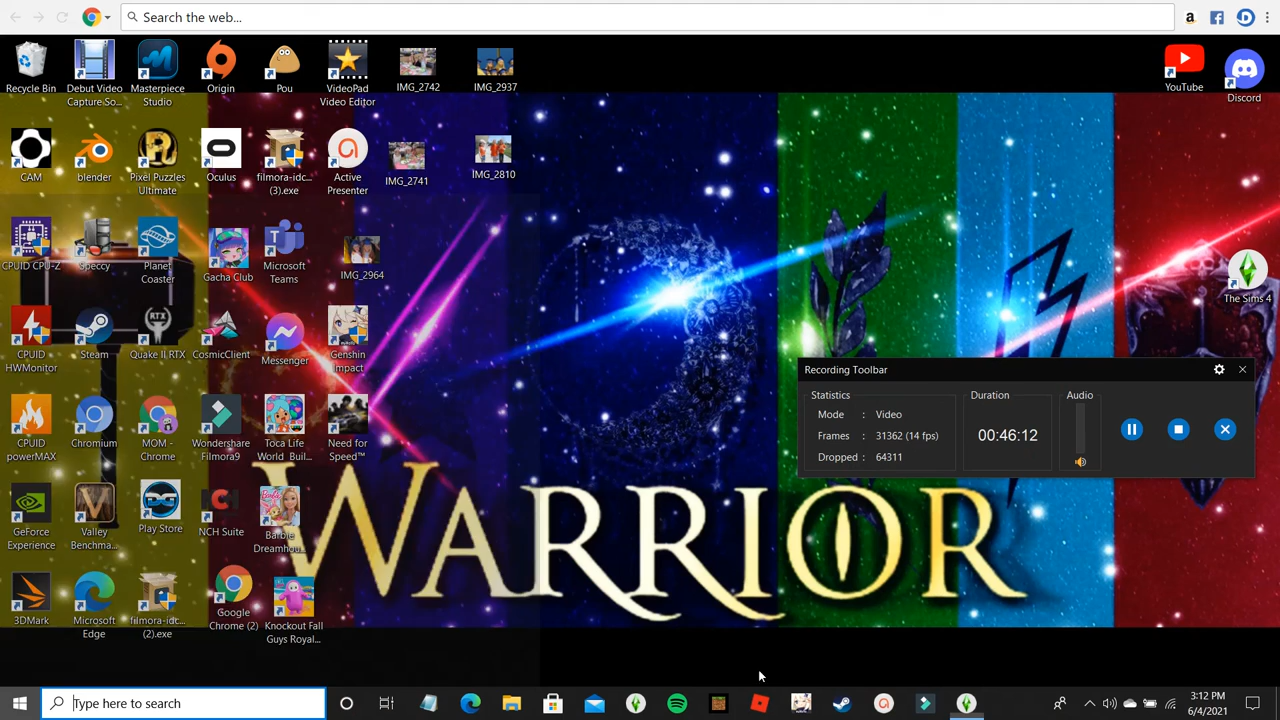 Search the web...
Recycle Bin
Debut Video
Capture So...
Masterpiece
Studio
Origin
Pou
VideoPad
Video Editor
IMG_2742
IMG_2937
YouTube
Discord
CAM
blender
Pixel Puzzles
Ultimate
Oculus
filmora-idc...
(3).exe
Active
Presenter
IMG_2741
IMG_2810
CPUID CPU-Z
Speccy
Planet
Coaster
Gacha Club
Microsoft
Teams
IMG_2964
The Sims 4
CPUID
HWMonitor
Steam
RTX
Quake II RTX
CosmicClient
Messenger
Genshin
Impact
Recording Toolbar
Statistics
Mode : Video
Frames : 31362 (14 fps)
Dropped : 64311
Duration
00:46:12
Audio
CPUID
powerMAX
Chromium
MOM -
Chrome
Wondershare
Filmora9
Toca Life
World_Buil...
Need for
Speed™
WARRIOR
GeForce
Experience
Valley
Benchma...
Play Store
NCH Suite
Barbie
Dreamhou...
3DMark
Microsoft
Edge
filmora-idc...
(2).exe
Google
Chrome (2)
Knockout Fall
Guys Royal...
Type here to search
3:12 PM
6/4/2021